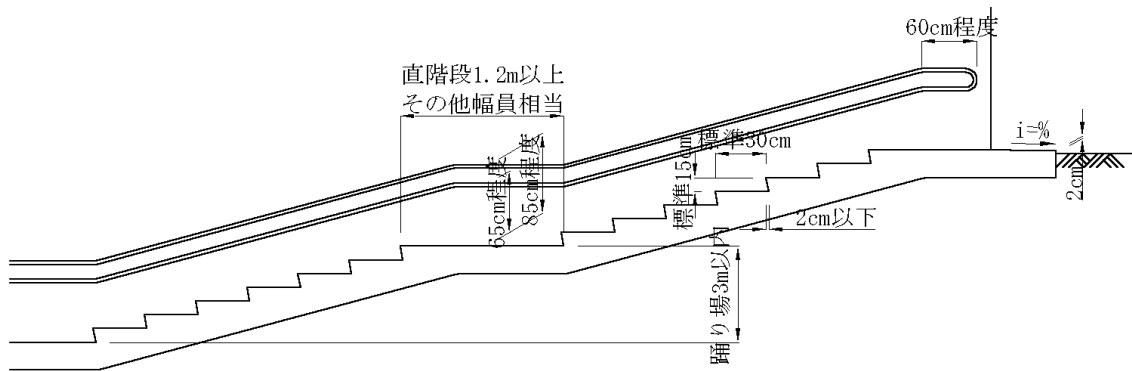 60cm程度
直階段1.2m以上
その他幅員相当
i=%
標準30cm
標準15cm
2cm
85cm程度
65cm程度
2cm以下
踊り場3m以内